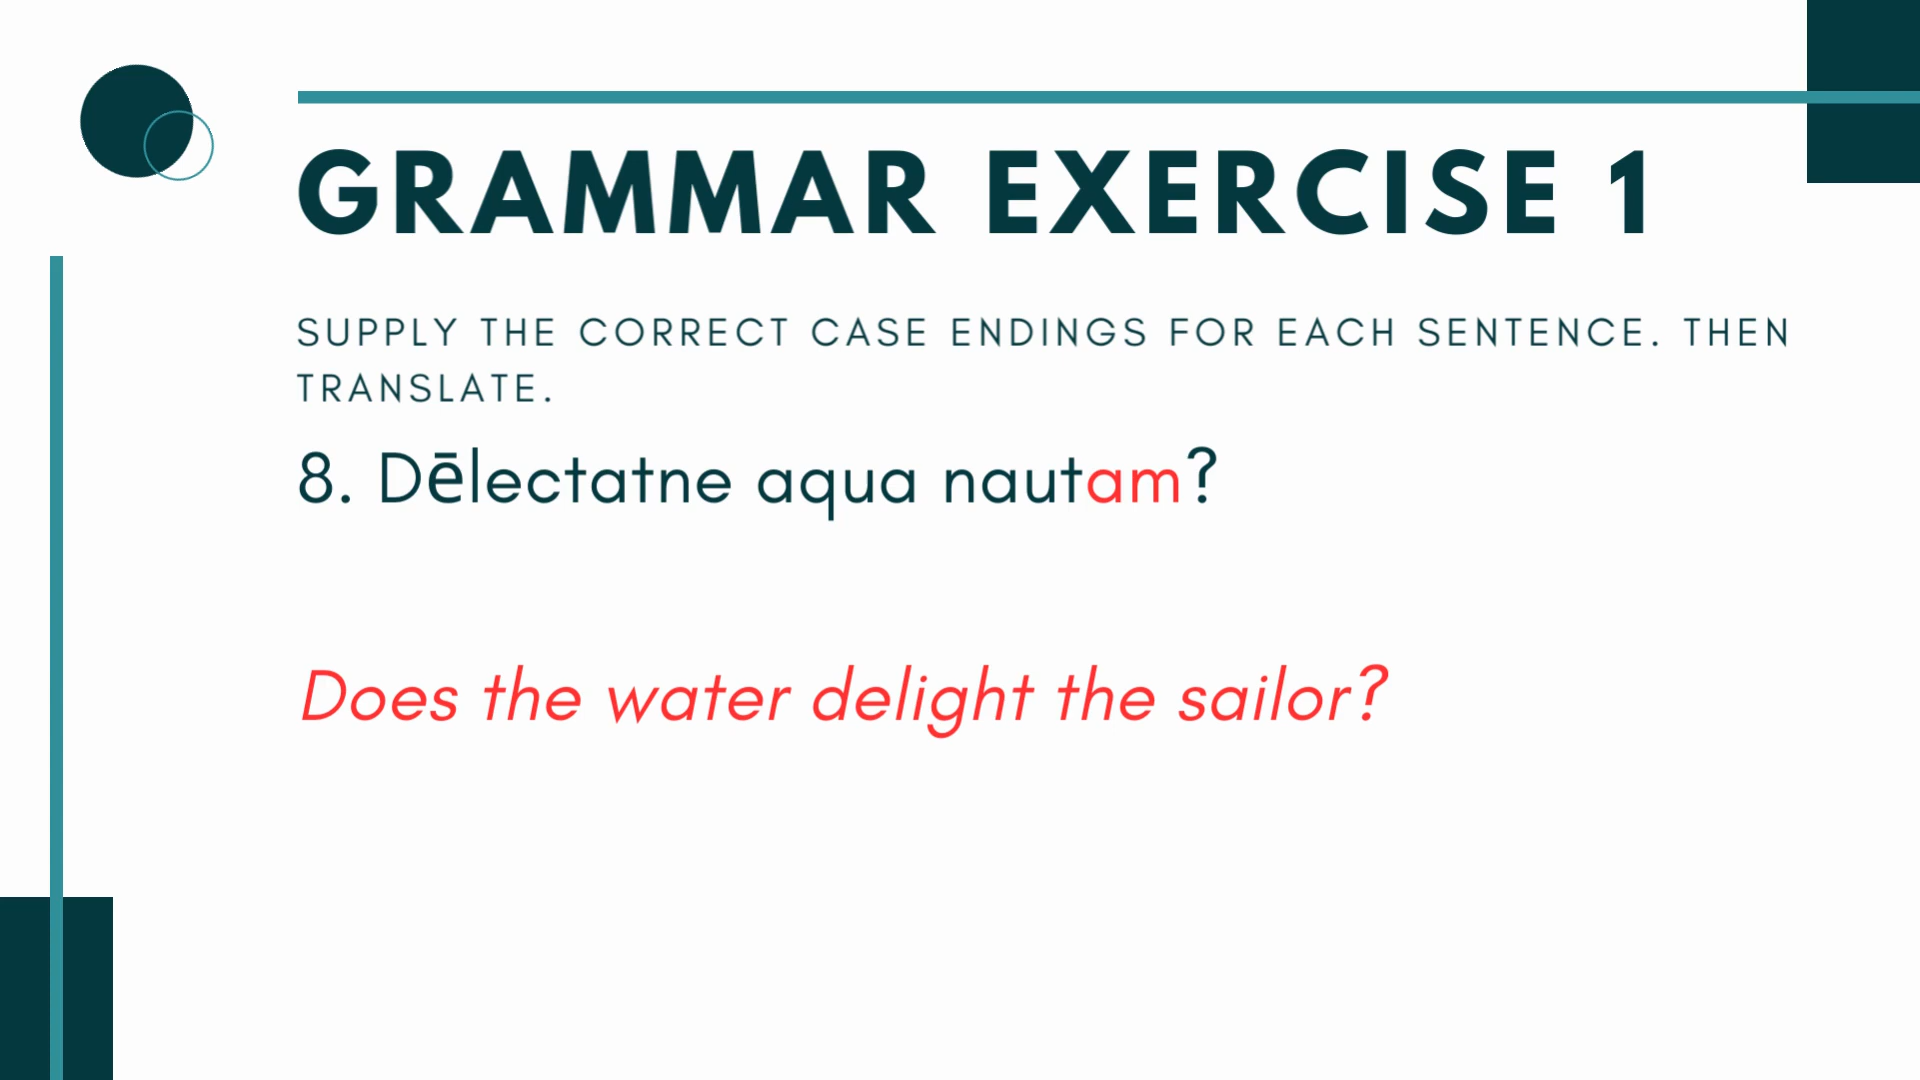 GRAMMAR EXERCISE 1
SUPPLY THE CORRECT CASE ENDINGS FOR EACH SENTENCE. THEN
TRANSLATE.
8. Dēlectatne aqua nautam?
Does the water delight the sailor?